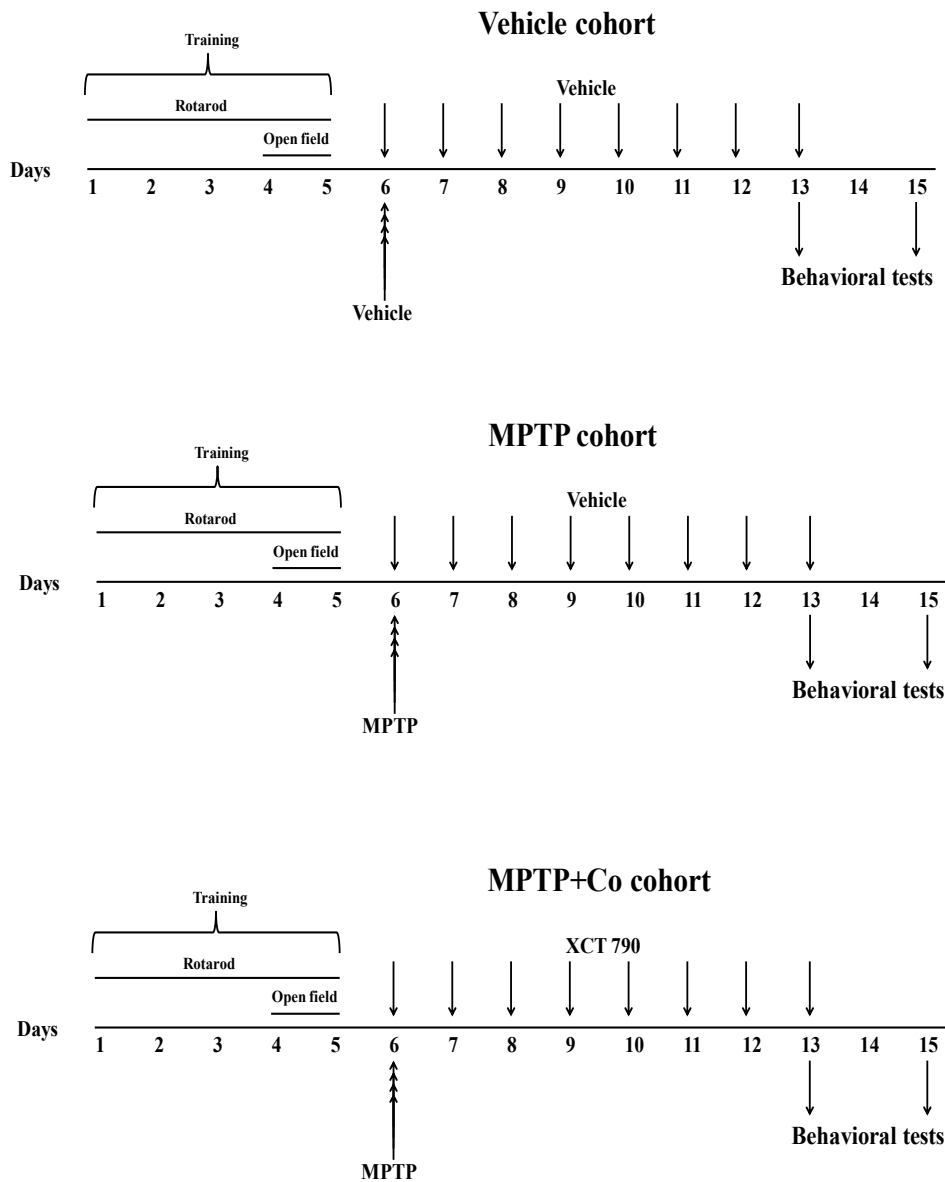 Vehicle cohort
Training
Rotarod
Vehicle
Open field
Days
1 2 3 4 5 6 7 8 9 10 11 12 13 14 15
Behavioral tests
Vehicle
MPTP cohort
Training
Rotarod
Vehicle
Open field
Days
1 2 3 4 5 6 7 8 9 10 11 12 13 14 15
Behavioral tests
MPTP
MPTP+Co cohort
Training
XCT 790
Rotarod
Open field
Days
1 2 3 4 5 6 7 8 9 10 11 12 13 14 15
Behavioral tests
MPTP